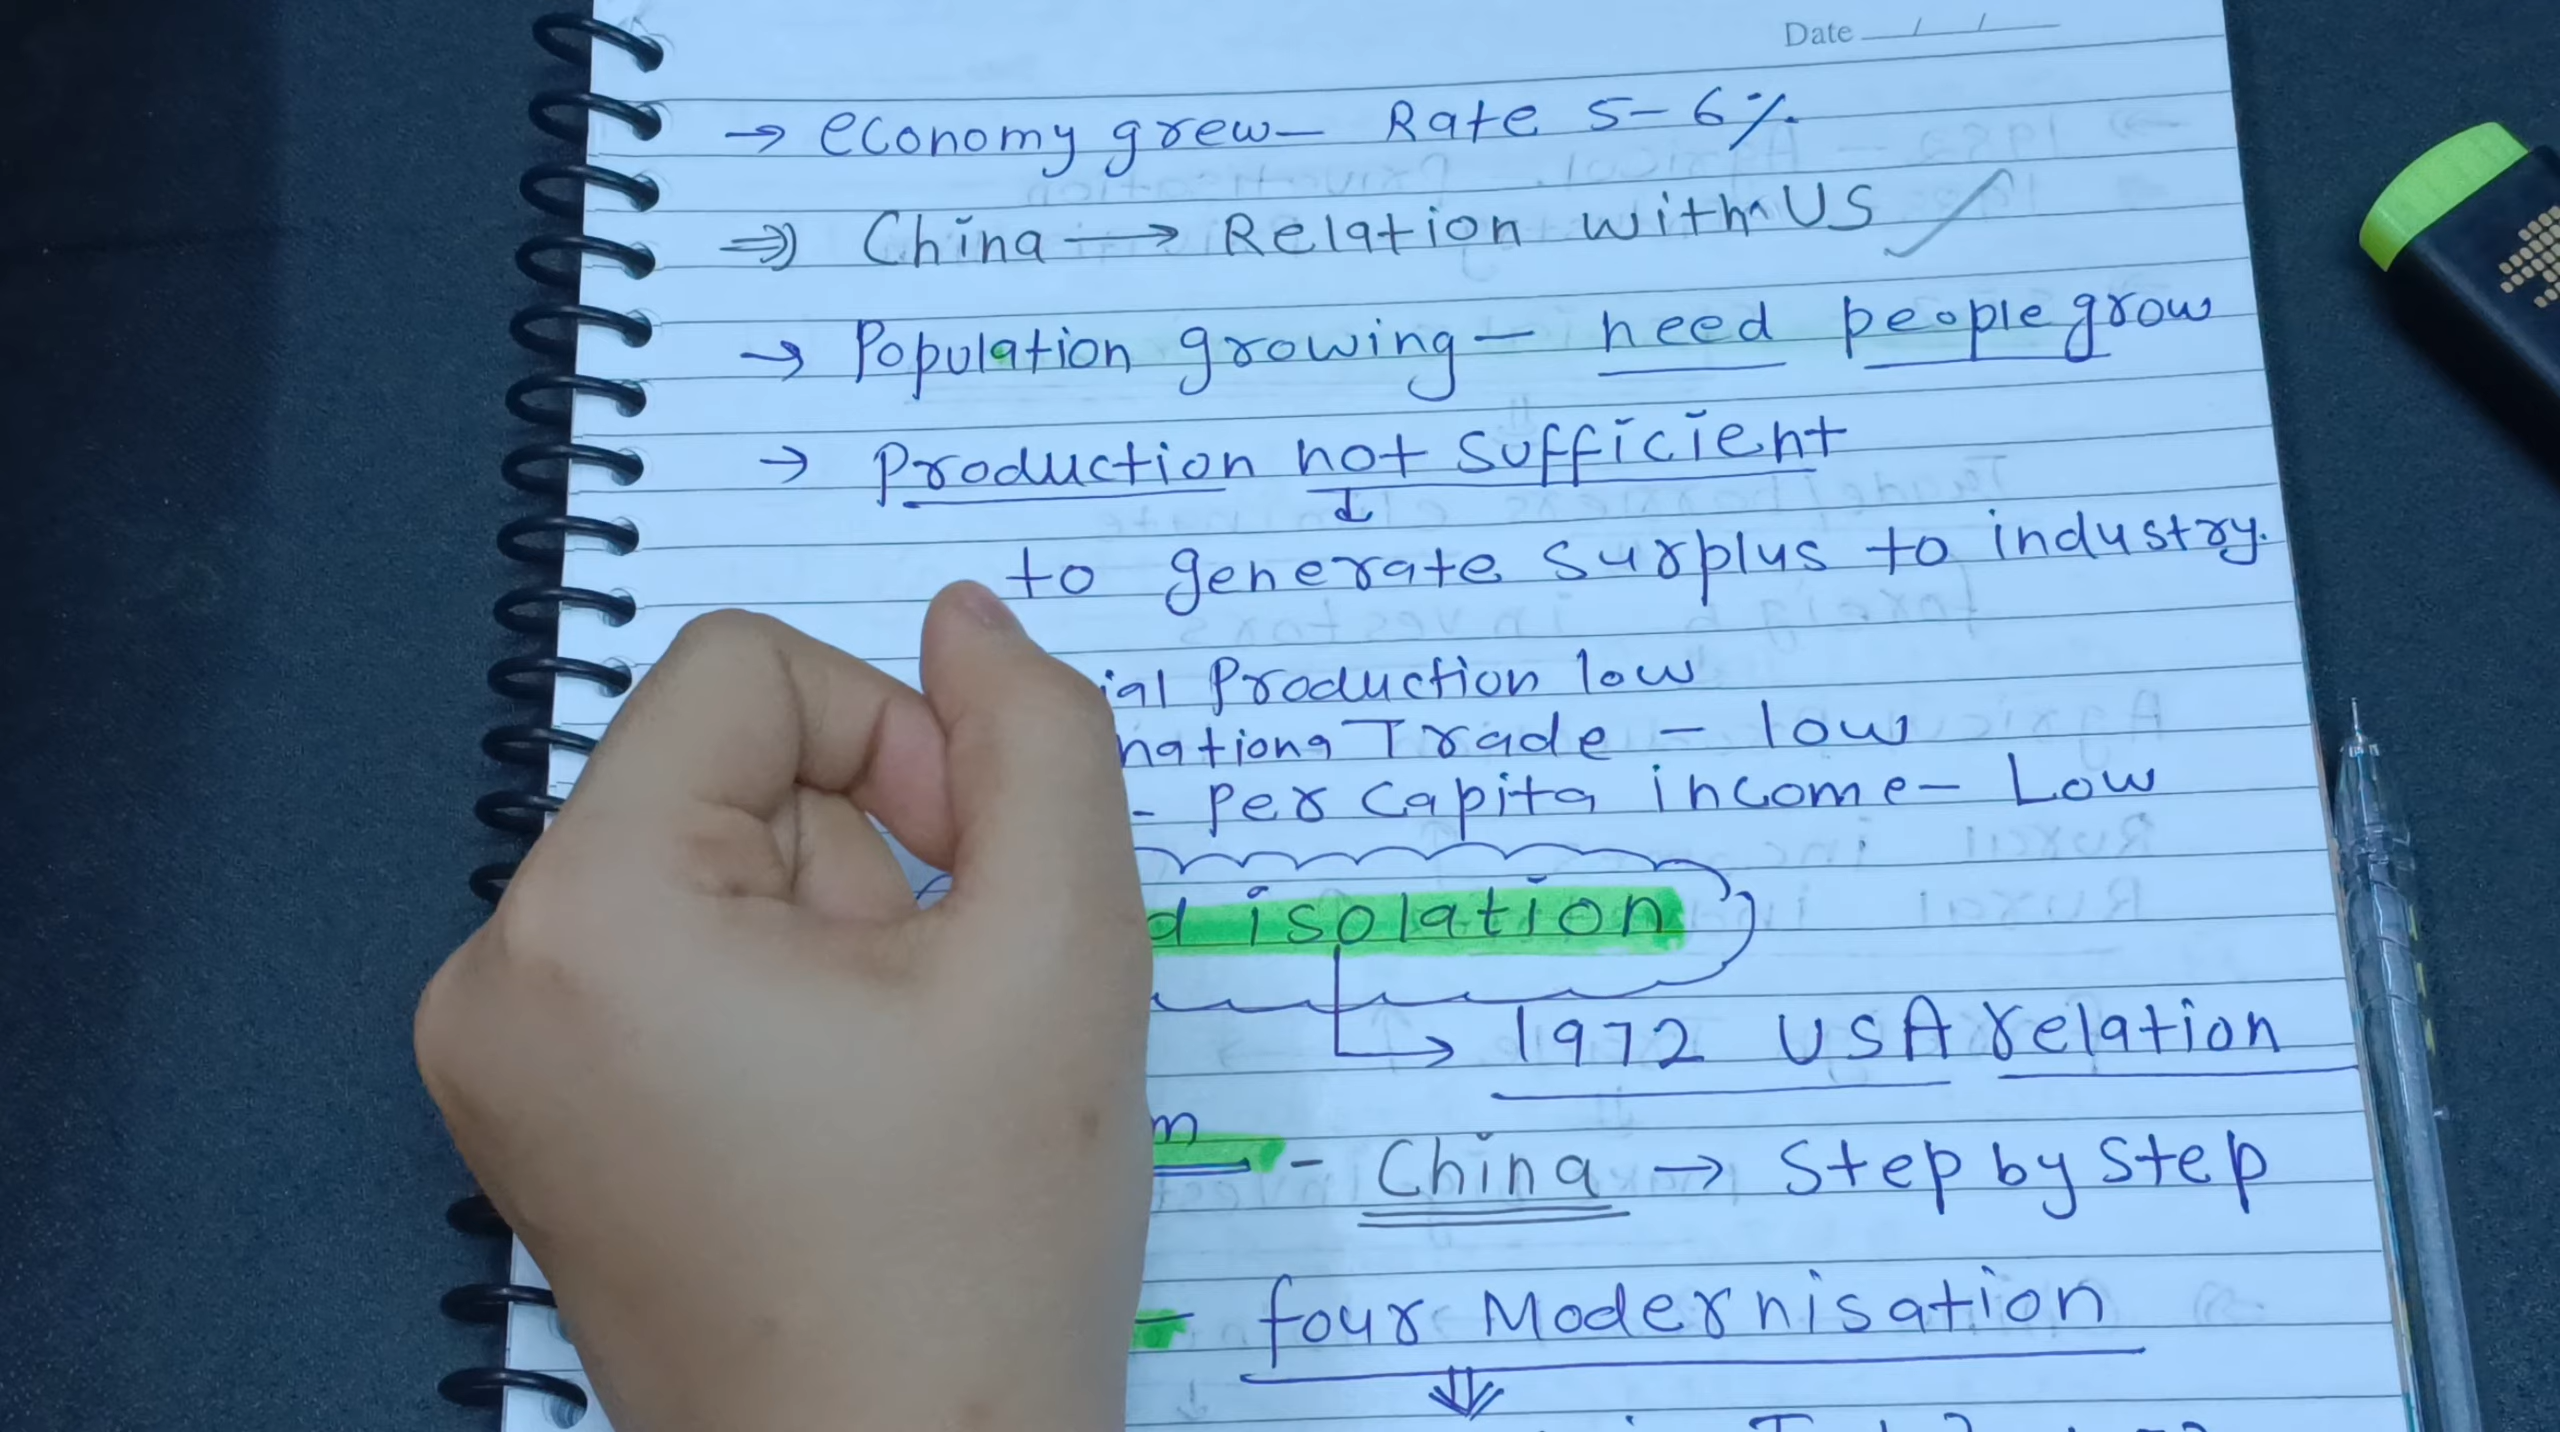 Date / /
→ economy grew - Rate 5-6%
⇒ China → Relation with US
→ Population growing - need people grow
→ Production not sufficient
to generate surplus to industry.
ial Production low
nationa Trade - low
- Per Capita income - Low
d isolation
→ 1972 USA relation
m - China → Step by Step
- four Modernisation